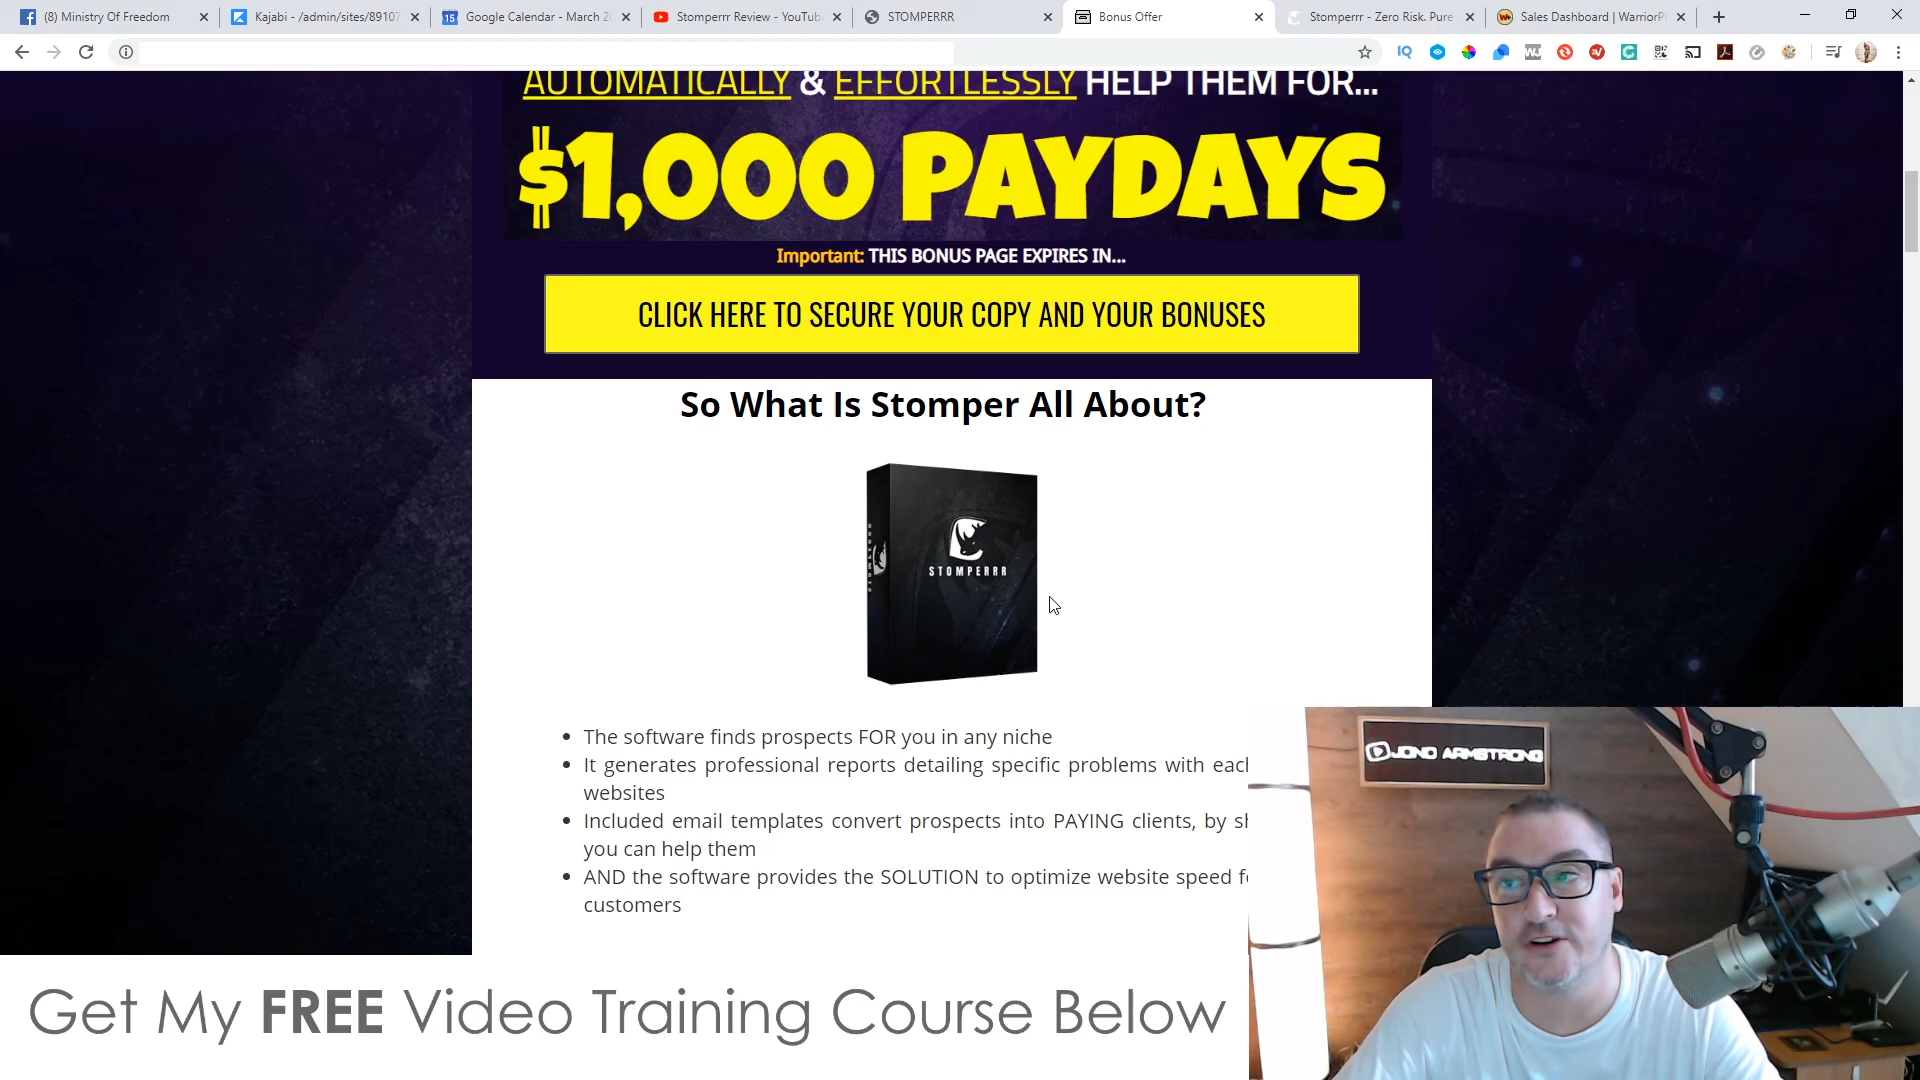 (8) Ministry Of Freedom
Kajabi - /admin/sites/89107
Google Calendar - March 2
Stomperrr Review - YouTub
STOMPERRR
Bonus Offer
Stomperrr - Zero Risk. Pure
Sales Dashboard | WarriorP
AUTOMATICALLY & EFFORTLESSLY HELP THEM FOR...
$1,000 PAYDAYS
Important: THIS BONUS PAGE EXPIRES IN...
CLICK HERE TO SECURE YOUR COPY AND YOUR BONUSES
So What Is Stomper All About?
STOMPERRR
STOMPERRR
The software finds prospects FOR you in any niche
It generates professional reports detailing specific problems with each
websites
Included email templates convert prospects into PAYING clients, by sh
you can help them
AND the software provides the SOLUTION to optimize website speed fo
customers
JONO ARMSTRONG
Get My FREE Video Training Course Below